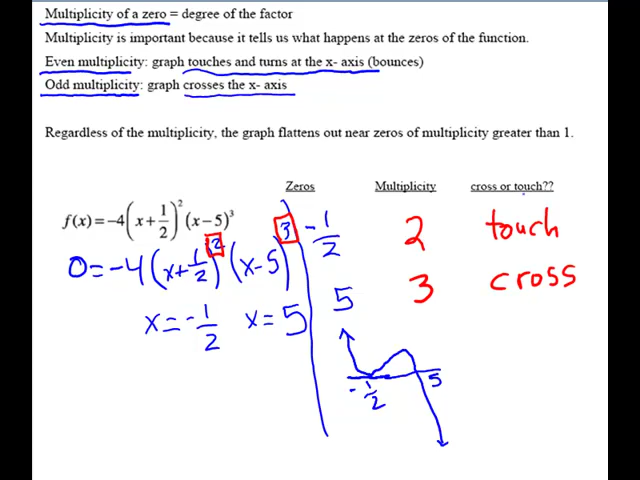 Multiplicity of a zero = degree of the factor
Multiplicity is important because it tells us what happens at the zeros of the function.
Even multiplicity: graph touches and turns at the x- axis (bounces)
Odd multiplicity: graph crosses the x- axis
Regardless of the multiplicity, the graph flattens out near zeros of multiplicity greater than 1.
Zeros Multiplicity cross or touch??
f(x)=-4(x+1/2)²(x-5)³
-1/2 2 touch
0=-4(x+1/2)²(x-5)³
5 3 cross
x=-1/2 x=5
-1/2 5